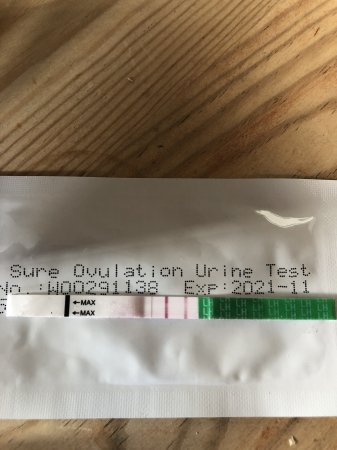 Sure Ovulation Urine Test
No.:W00291138 Exp:2021-11
←MAX
←MAX